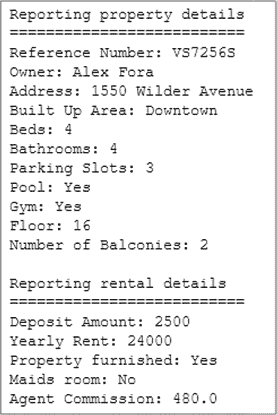 Reporting property details
==========================
Reference Number: VS7256S
Owner: Alex Fora
Address: 1550 Wilder Avenue
Built Up Area: Downtown
Beds: 4
Bathrooms: 4
Parking Slots: 3
Pool: Yes
Gym: Yes
Floor: 16
Number of Balconies: 2

Reporting rental details
==========================
Deposit Amount: 2500
Yearly Rent: 24000
Property furnished: Yes
Maids room: No
Agent Commission: 480.0